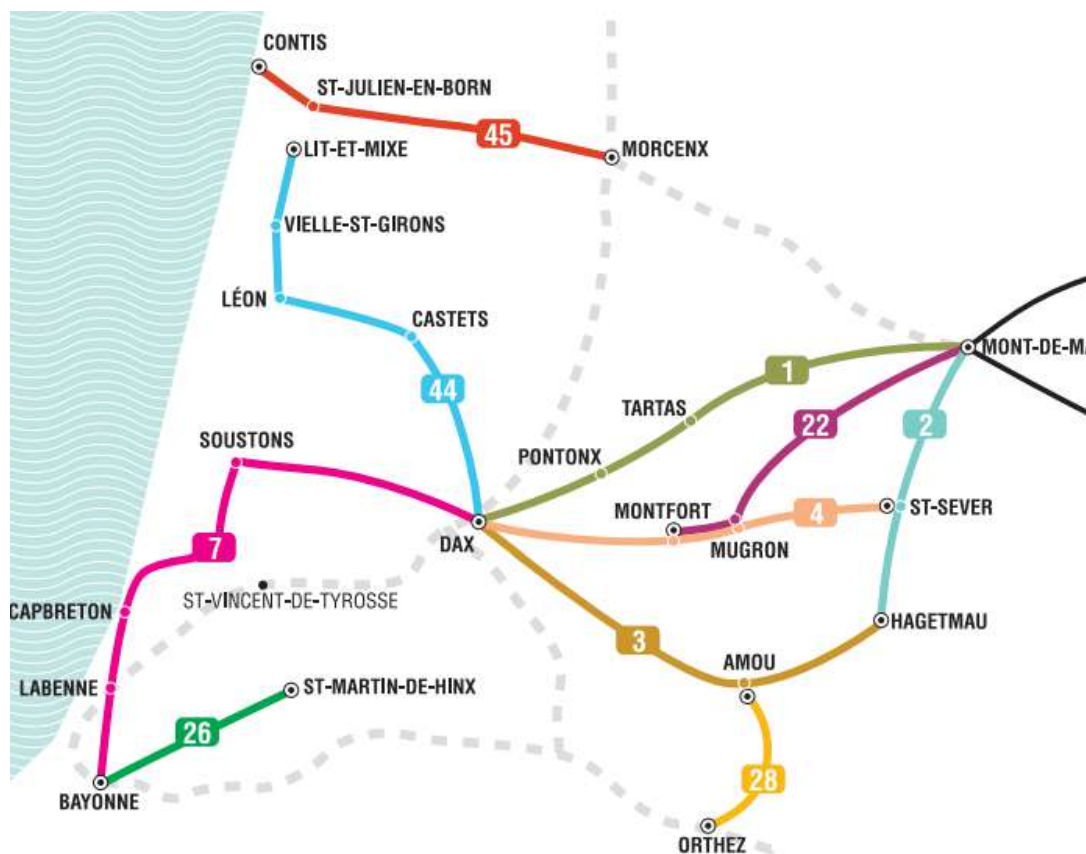 CONTIS
ST-JULIEN-EN-BORN
45
LIT-ET-MIXE
MORCENX
VIELLE-ST-GIRONS
LÉON
CASTETS
MONT-DE-MA
1
44
TARTAS
22
2
SOUSTONS
PONTONX
MONTFORT
4
ST-SEVER
DAX
MUGRON
7
ST-VINCENT-DE-TYROSSE
CAPBRETON
HAGETMAU
3
AMOU
LABENNE
ST-MARTIN-DE-HINX
26
28
BAYONNE
ORTHEZ